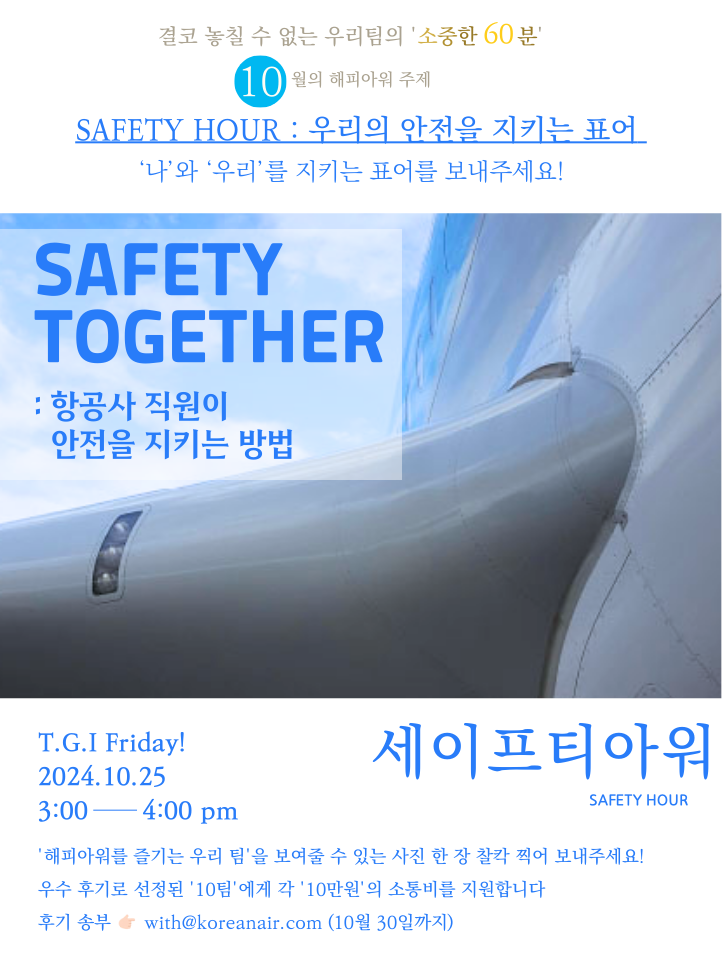 결코 놓칠 수 없는 우리팀의 '소중한 60분'
10월의 해피아워 주제
SAFETY HOUR : 우리의 안전을 지키는 표어
‘나’와 ‘우리’를 지키는 표어를 보내주세요!
SAFETY
TOGETHER
: 항공사 직원이
안전을 지키는 방법
T.G.I Friday!
2024.10.25
3:00 ── 4:00 pm
세이프티아워
SAFETY HOUR
'해피아워를 즐기는 우리 팀'을 보여줄 수 있는 사진 한 장 찰칵 찍어 보내주세요!
우수 후기로 선정된 '10팀'에게 각 '10만원'의 소통비를 지원합니다
후기 송부 👉🏻 with@koreanair.com (10월 30일까지)